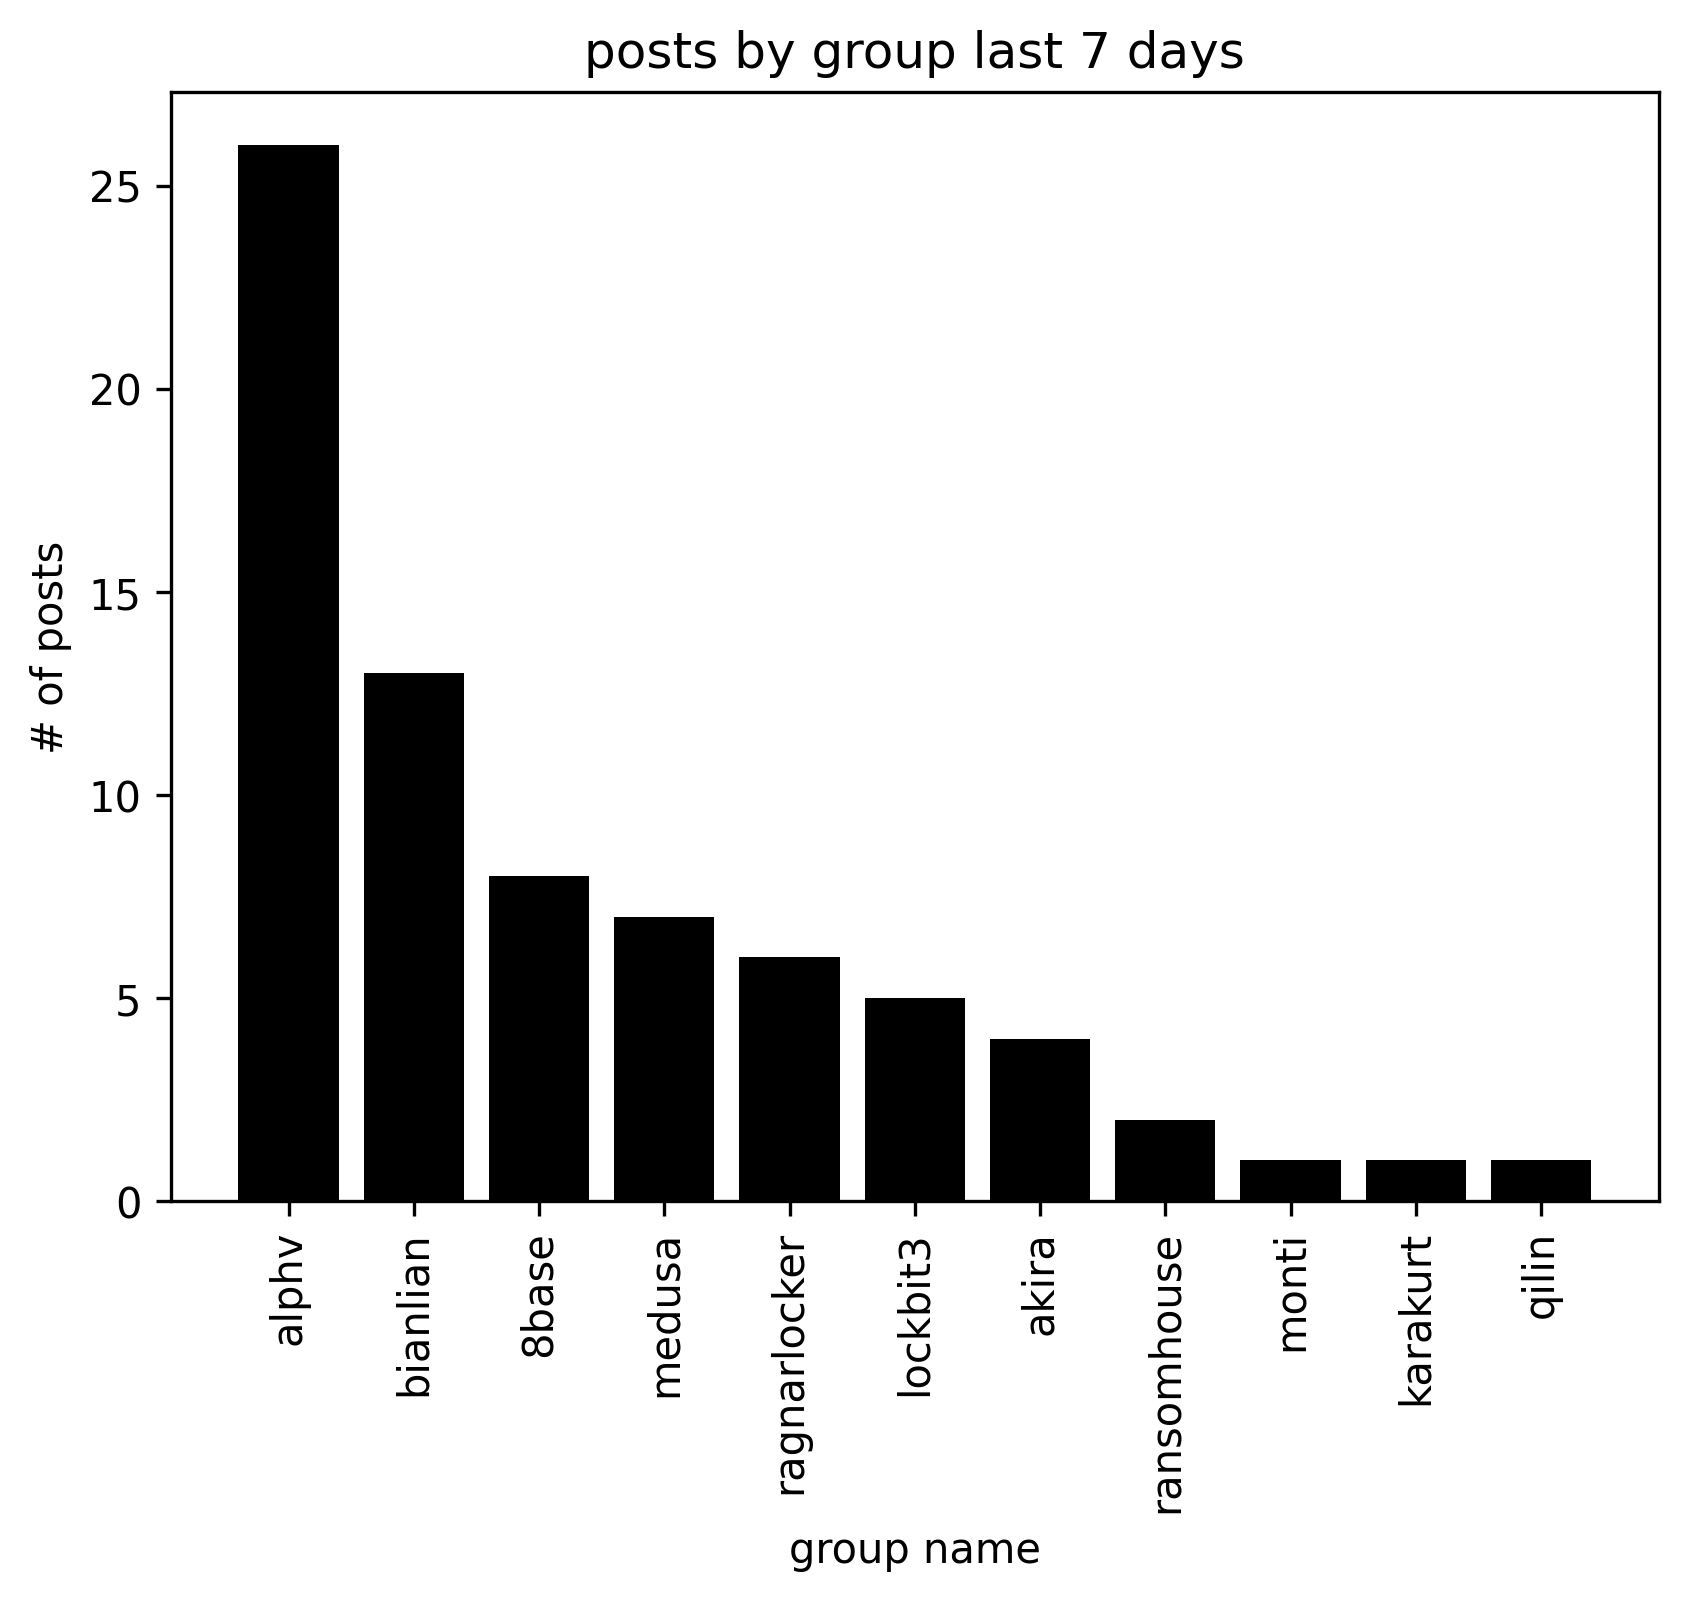 posts by group last 7 days
# of posts
25
20
15
10
5
0
alphv
bianlian
8base
medusa
ragnarlocker
lockbit3
akira
ransomhouse
monti
karakurt
qilin
group name